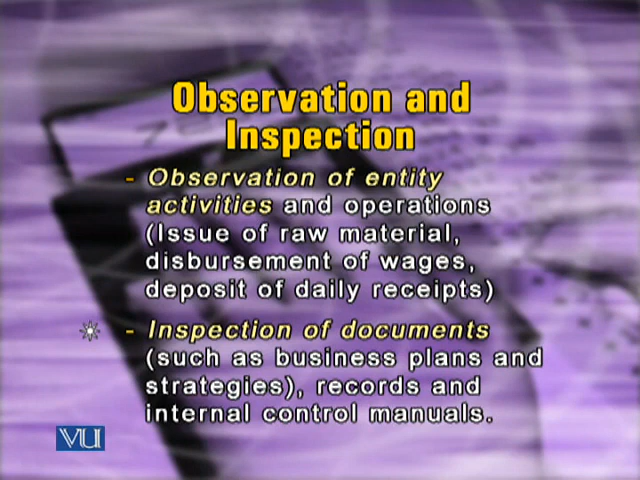 Observation and
Inspection
- Observation of entity
activities and operations
(Issue of raw material,
disbursement of wages,
deposit of daily receipts)
- Inspection of documents
(such as business plans and
strategies), records and
internal control manuals.
VU